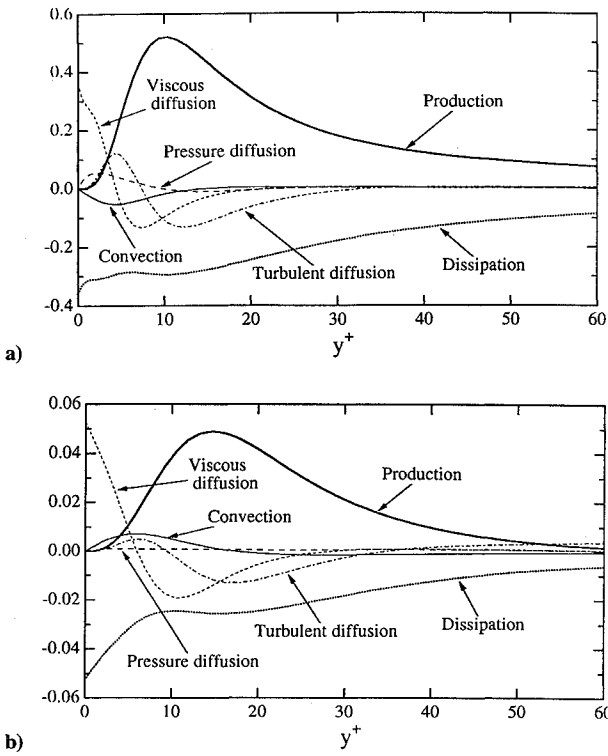 0.6
Viscous
diffusion
Production
0.4
0.2
Pressure diffusion
0.0
-0.2
Convection
Turbulent diffusion
Dissipation
-0.4
0 10 20 30 40 50 60
a)
y+
0.06
Viscous
diffusion
Production
0.04
Convection
0.02
0.00
-0.02
Turbulent diffusion
Dissipation
-0.04
Pressure diffusion
-0.06
0 10 20 30 40 50 60
b)
y+